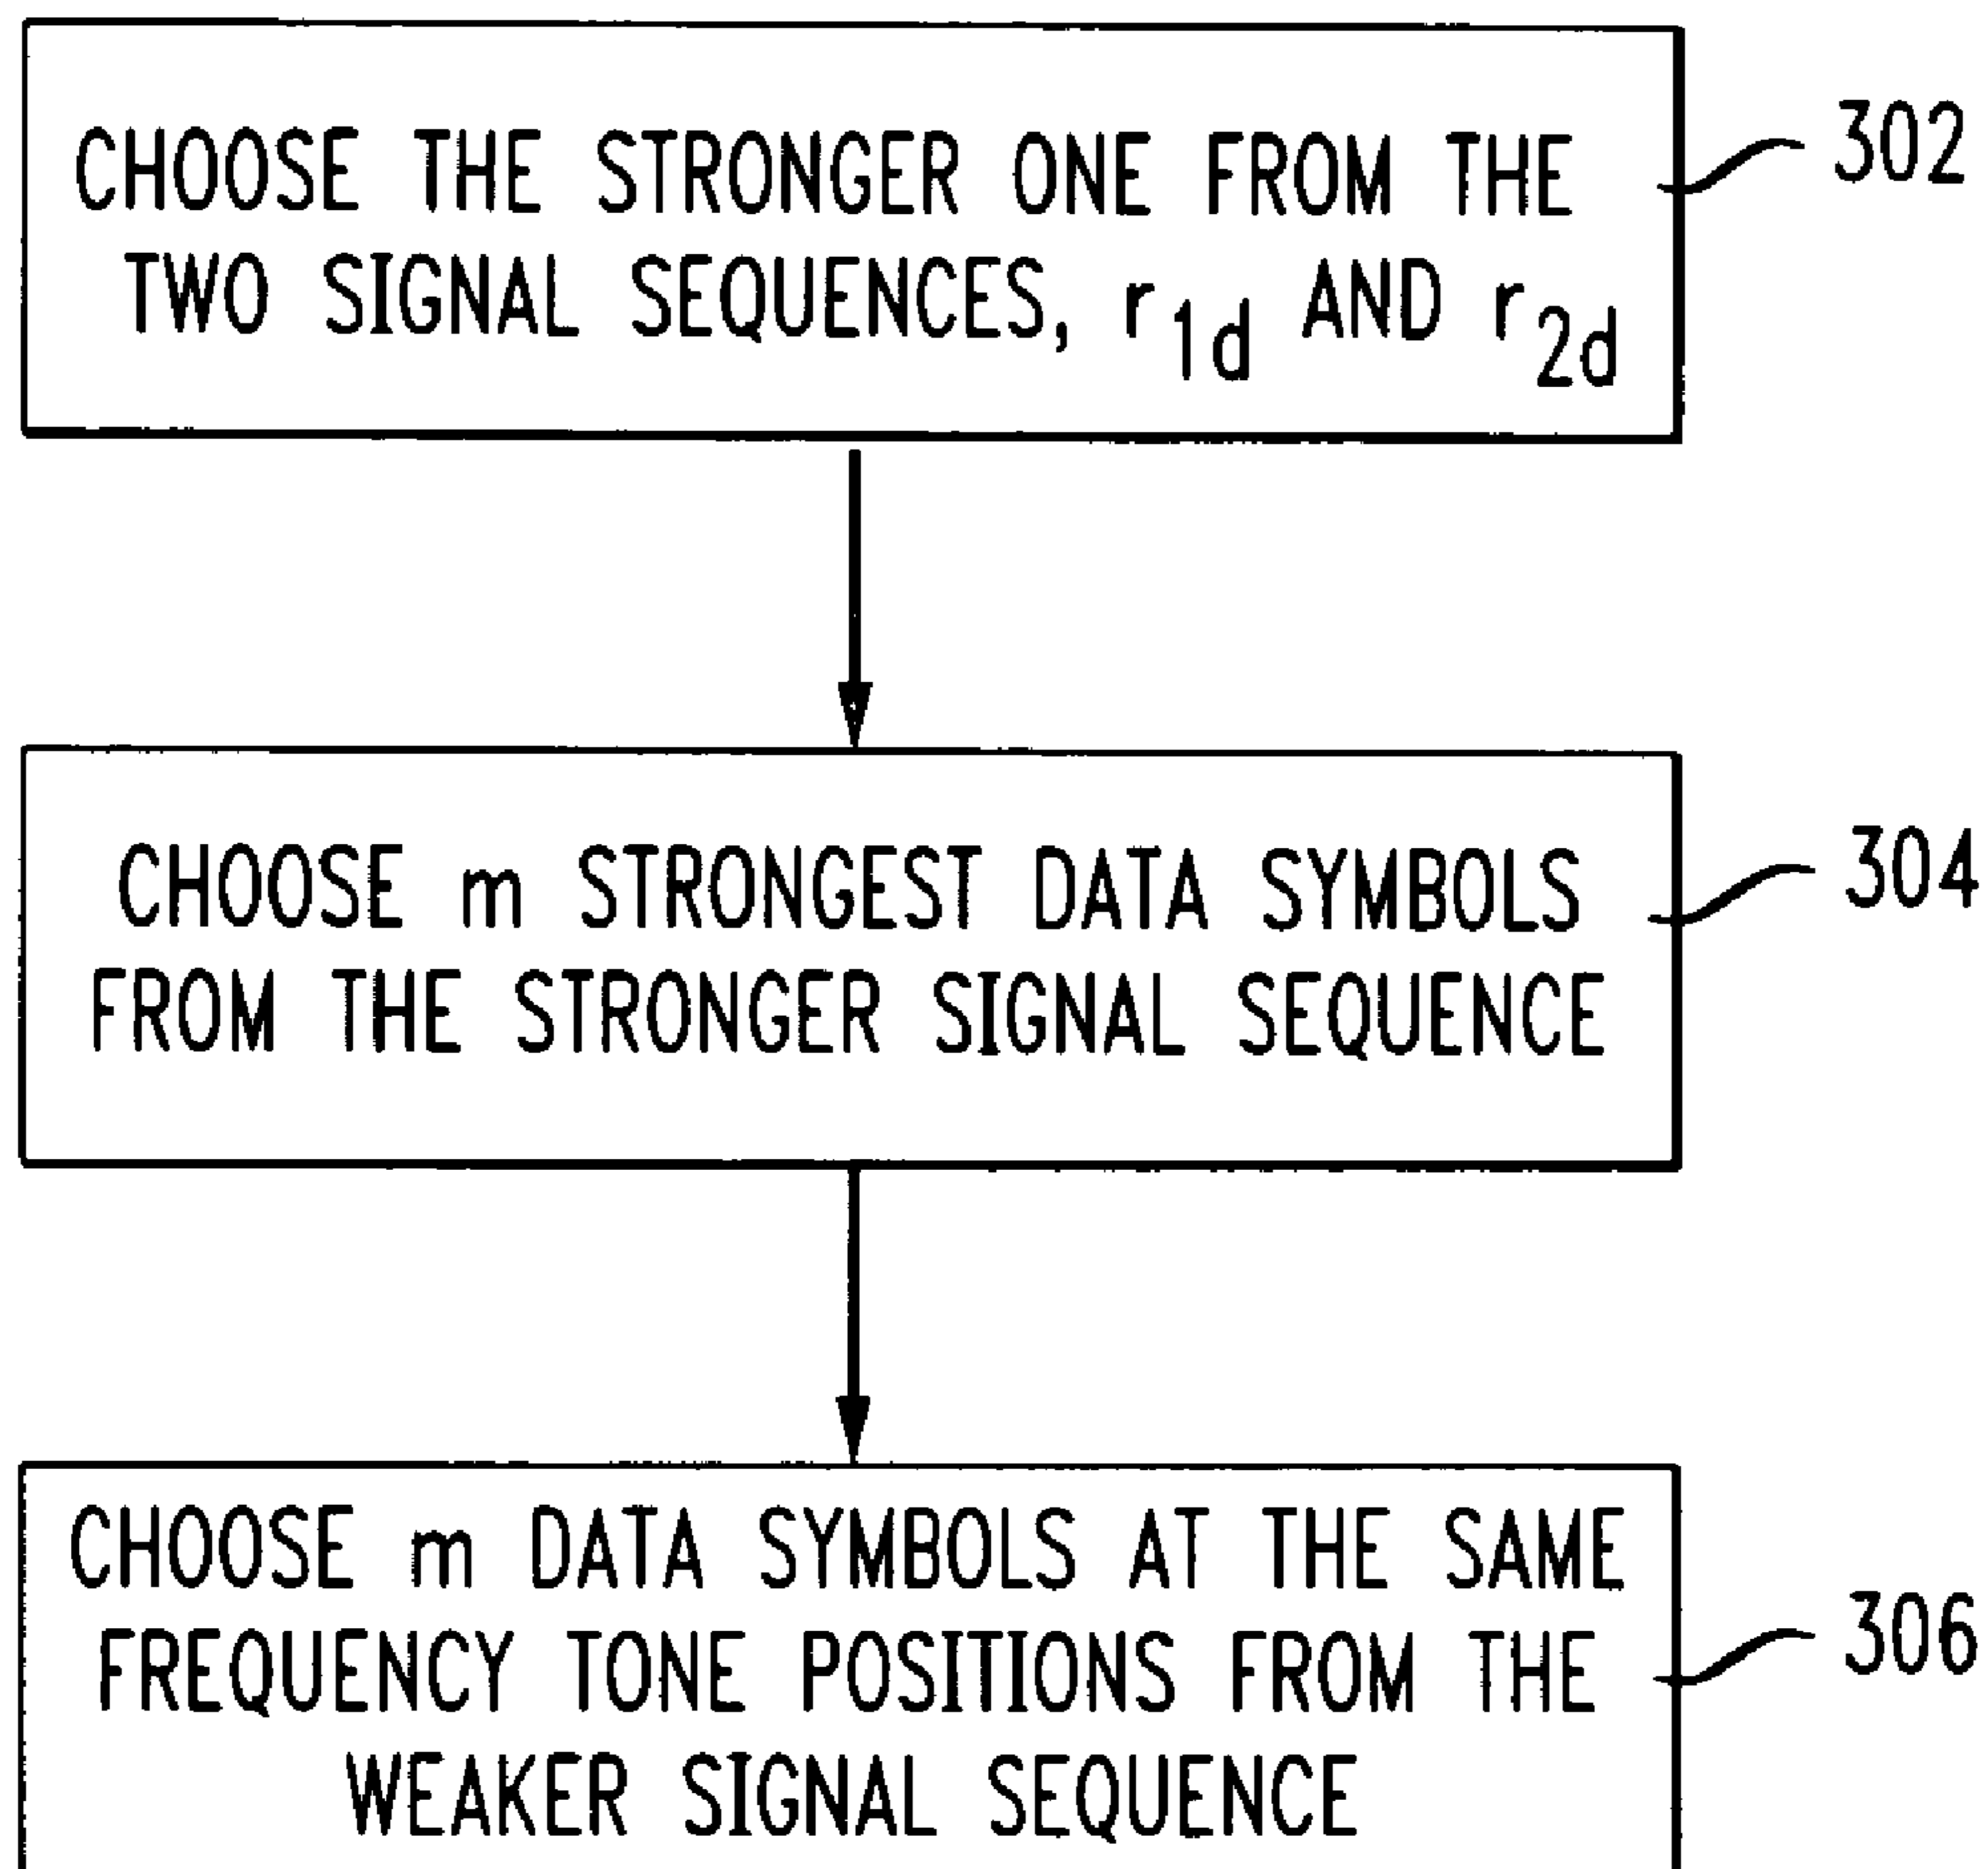 CHOOSE THE STRONGER ONE FROM THE
TWO SIGNAL SEQUENCES, r1d AND r2d
302
CHOOSE m STRONGEST DATA SYMBOLS
FROM THE STRONGER SIGNAL SEQUENCE
304
CHOOSE m DATA SYMBOLS AT THE SAME
FREQUENCY TONE POSITIONS FROM THE
WEAKER SIGNAL SEQUENCE
306